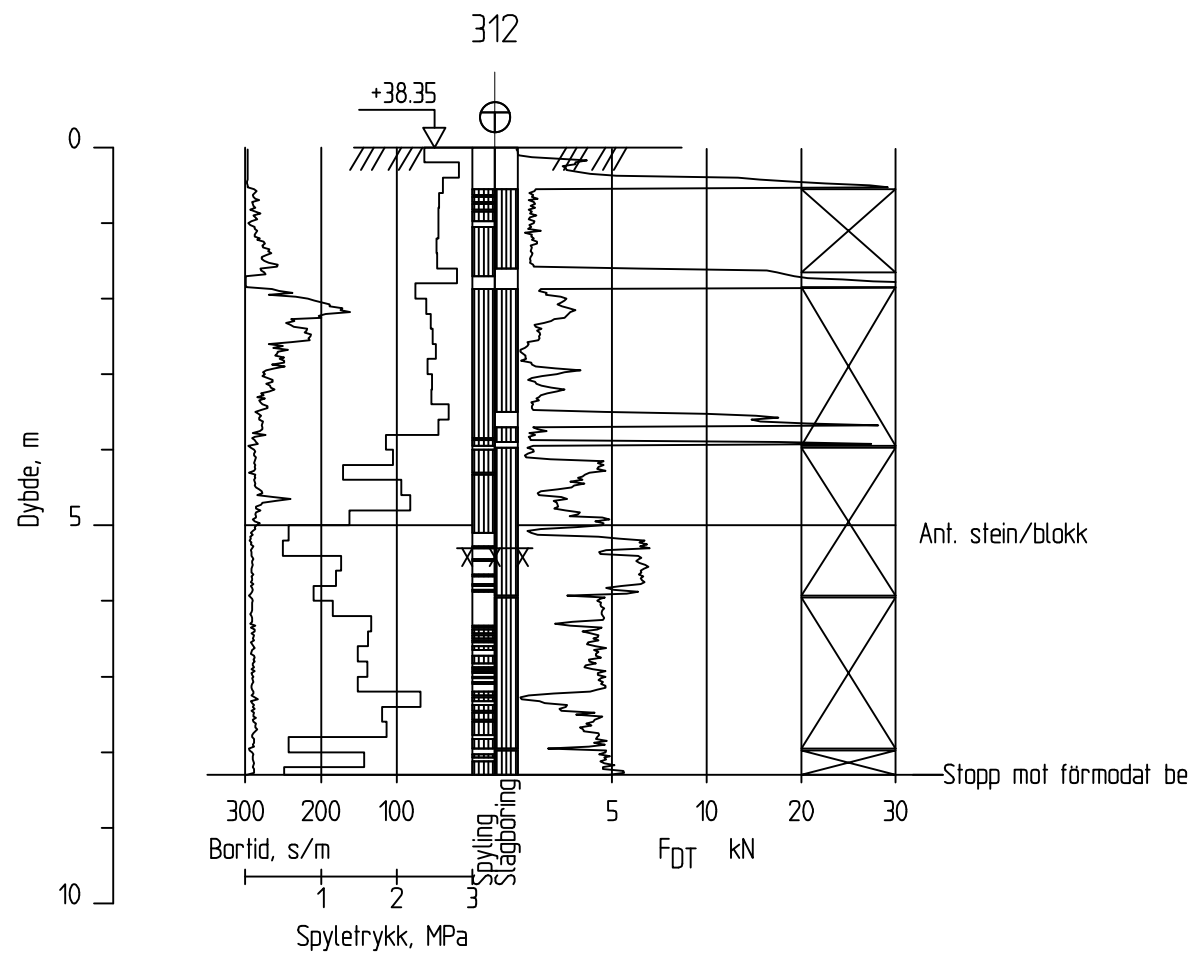 312
+38.35
0
Dybde, m
5
Ant. stein/blokk
Stopp mot förmodat be
300 200 100 5 10 20 30
Bortid, s/m
Spyling
Slagboring
FDT kN
10
1 2 3
Spyletrykk, MPa